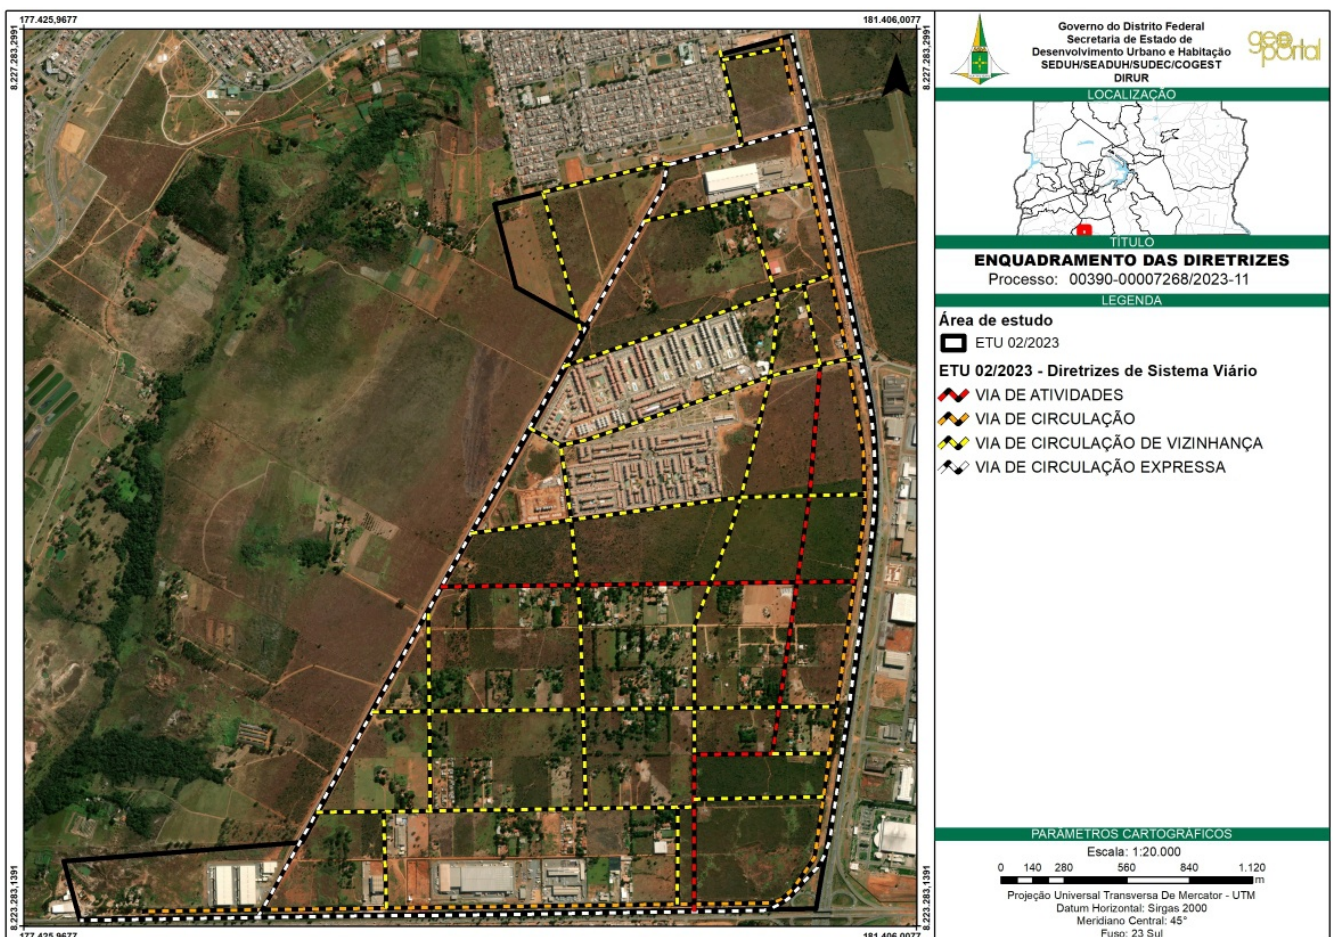 177.425,9677
181.406,0077
8.227.283,2991
8.227.283,2991
N
8.223.283,1391
8.223.283,1391
177.425,9677
181.406,0077
Governo do Distrito Federal
Secretaria de Estado de
Desenvolvimento Urbano e Habitação
SEDUH/SEADUH/SUDEC/COGEST
DIRUR
geo
portal
LOCALIZAÇÃO
TÍTULO
ENQUADRAMENTO DAS DIRETRIZES
Processo: 00390-00007268/2023-11
LEGENDA
Área de estudo
ETU 02/2023
ETU 02/2023 - Diretrizes de Sistema Viário
VIA DE ATIVIDADES
VIA DE CIRCULAÇÃO
VIA DE CIRCULAÇÃO DE VIZINHANÇA
VIA DE CIRCULAÇÃO EXPRESSA
PARÂMETROS CARTOGRÁFICOS
Escala: 1:20.000
0 140 280 560 840 1.120
m
Projeção Universal Transversa De Mercator - UTM
Datum Horizontal: Sirgas 2000
Meridiano Central: 45°
Fuso: 23 Sul